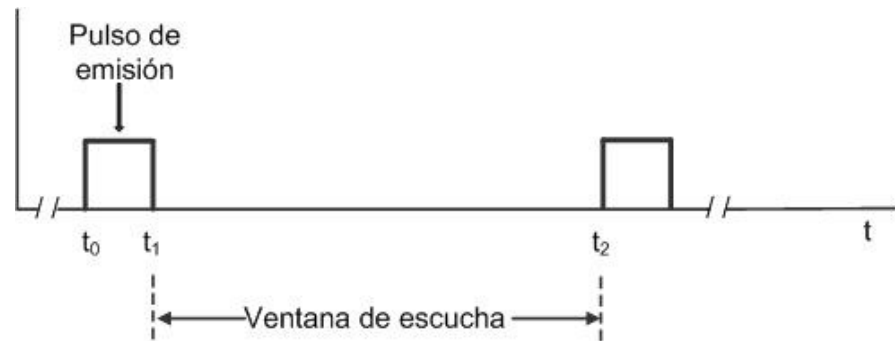 Pulso de
emisión
t₀ t₁ t₂ t
Ventana de escucha